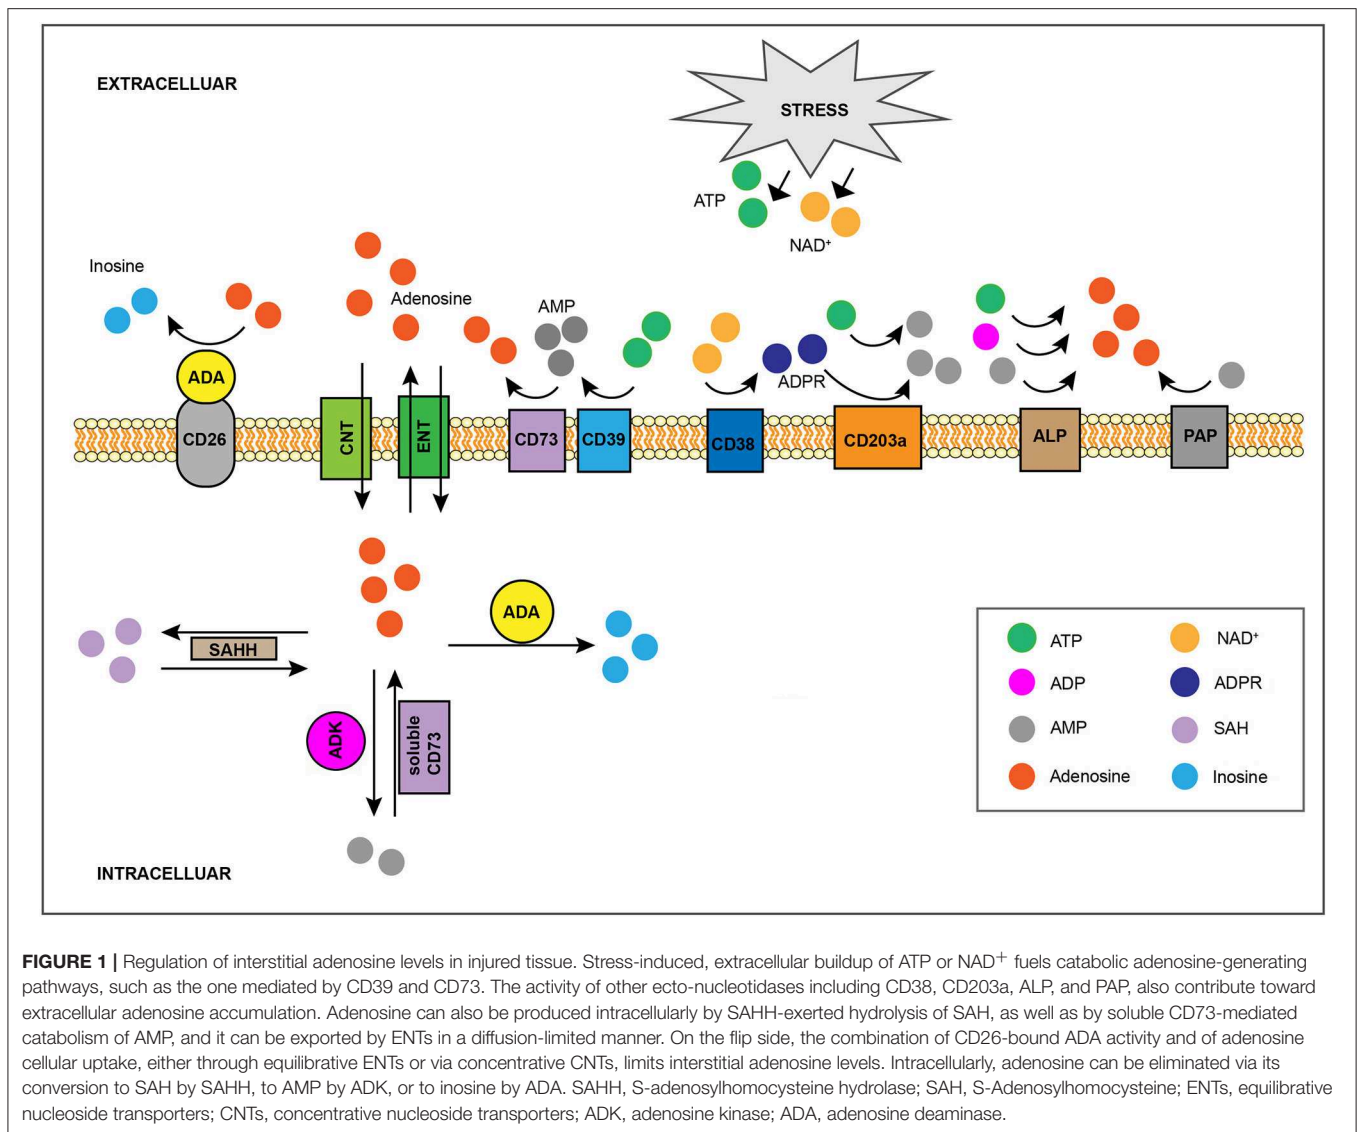 EXTRACELLUAR
STRESS
ATP
NAD⁺
Inosine
Adenosine
AMP
ADPR
ADA
CD26
CNT
ENT
CD73
CD39
CD38
CD203a
ALP
PAP
SAHH
ADA
ADK
soluble
CD73
INTRACELLUAR
ATP
NAD⁺
ADP
ADPR
AMP
SAH
Adenosine
Inosine
FIGURE 1 | Regulation of interstitial adenosine levels in injured tissue. Stress-induced, extracellular buildup of ATP or NAD⁺ fuels catabolic adenosine-generating
pathways, such as the one mediated by CD39 and CD73. The activity of other ecto-nucleotidases including CD38, CD203a, ALP, and PAP, also contribute toward
extracellular adenosine accumulation. Adenosine can also be produced intracellularly by SAHH-exerted hydrolysis of SAH, as well as by soluble CD73-mediated
catabolism of AMP, and it can be exported by ENTs in a diffusion-limited manner. On the flip side, the combination of CD26-bound ADA activity and of adenosine
cellular uptake, either through equilibrative ENTs or via concentrative CNTs, limits interstitial adenosine levels. Intracellularly, adenosine can be eliminated via its
conversion to SAH by SAHH, to AMP by ADK, or to inosine by ADA. SAHH, S-adenosylhomocysteine hydrolase; SAH, S-Adenosylhomocysteine; ENTs, equilibrative
nucleoside transporters; CNTs, concentrative nucleoside transporters; ADK, adenosine kinase; ADA, adenosine deaminase.